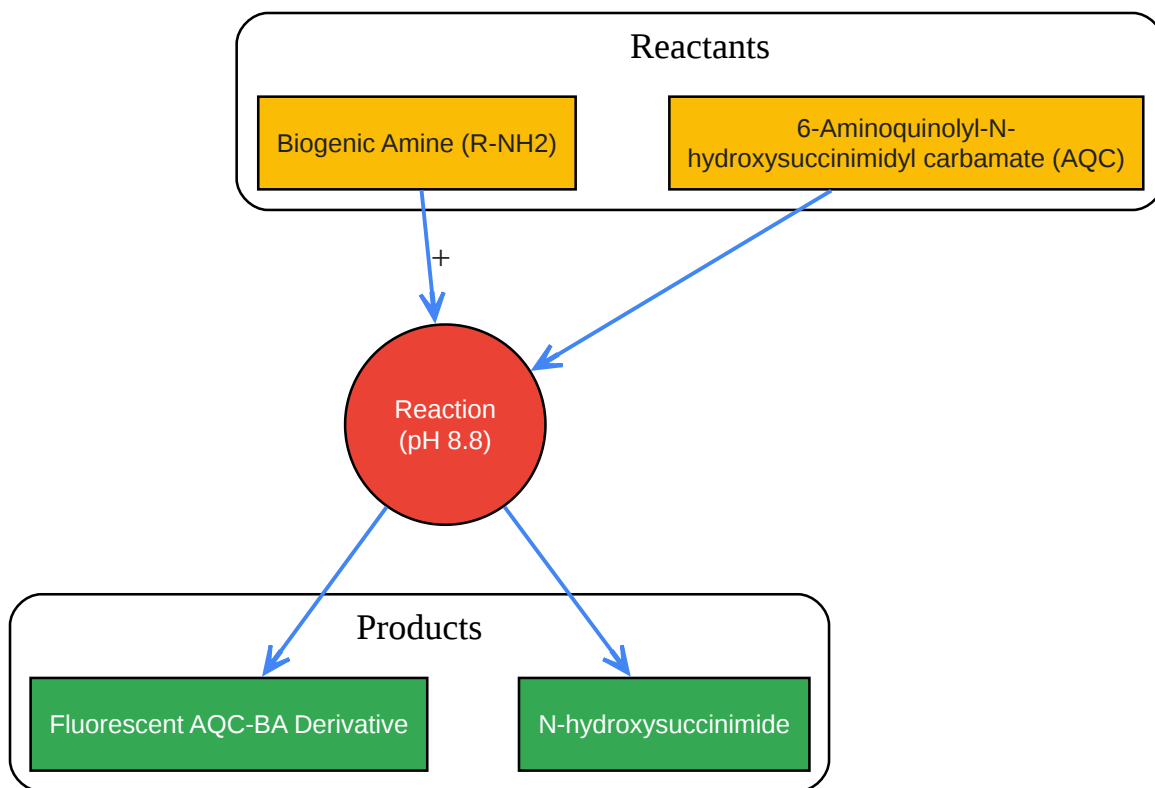 Reactants
Biogenic Amine (R-NH2)
6-Aminoquinolyl-N-
hydroxysuccinimidyl carbamate (AQC)
+
Reaction
(pH 8.8)
Products
Fluorescent AQC-BA Derivative
N-hydroxysuccinimide